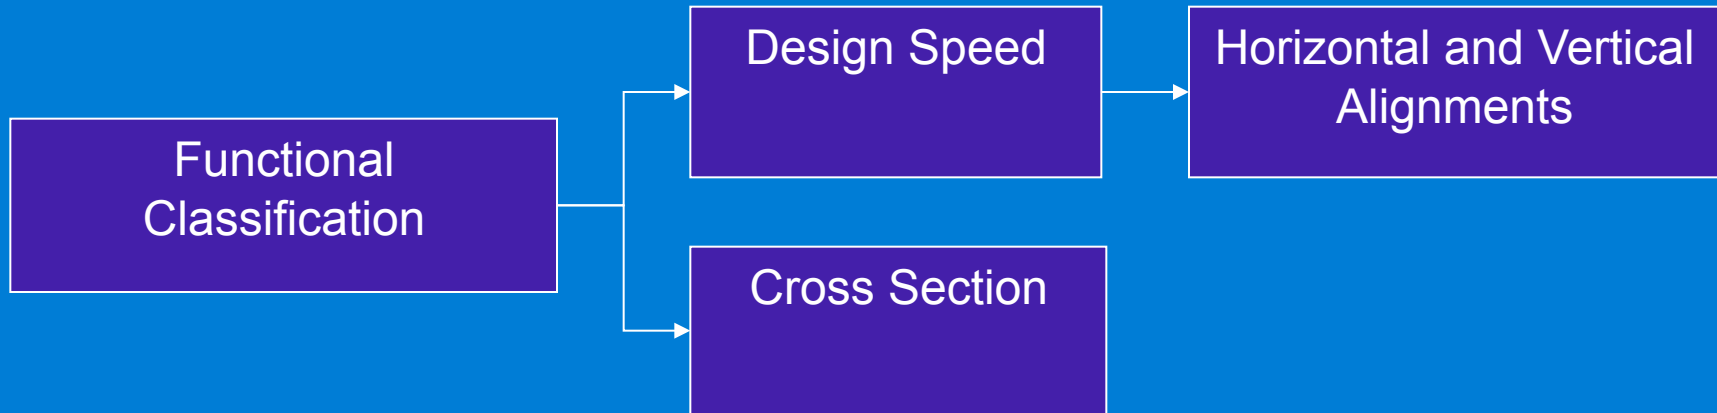 Functional
Classification
Design Speed
Horizontal and Vertical
Alignments
Cross Section